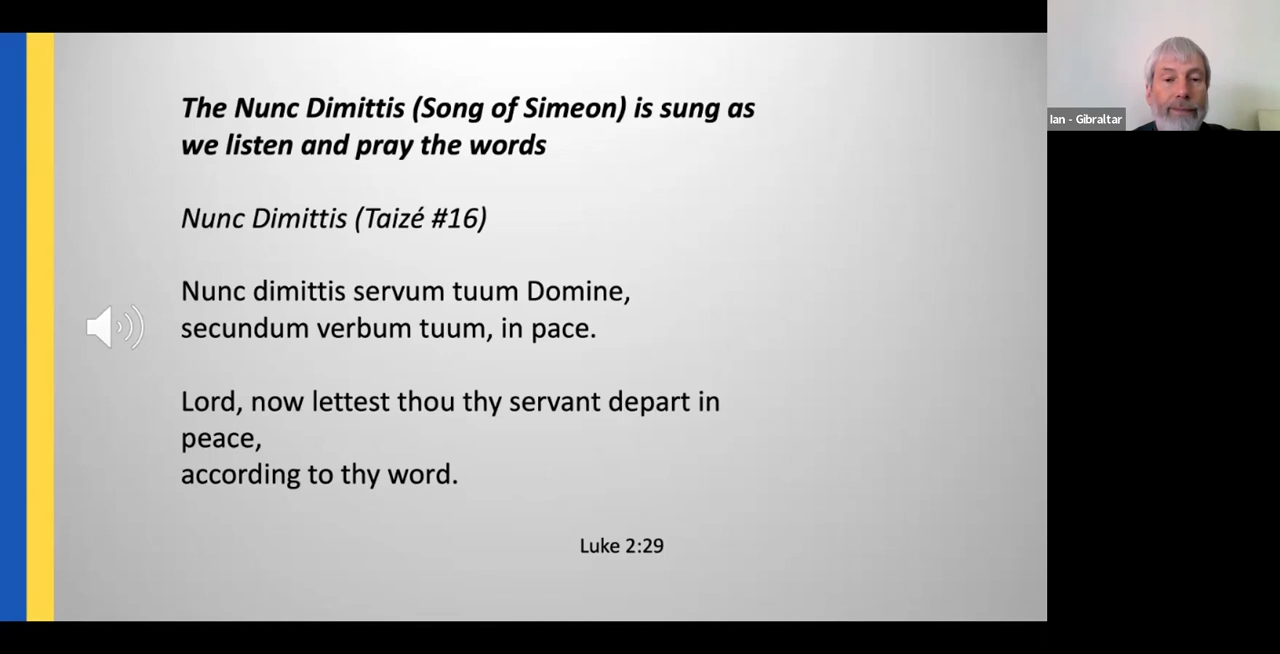 The Nunc Dimittis (Song of Simeon) is sung as
we listen and pray the words
Nunc Dimittis (Taizé #16)
Nunc dimittis servum tuum Domine,
secundum verbum tuum, in pace.
Lord, now lettest thou thy servant depart in
peace,
according to thy word.
Luke 2:29
Ian - Gibraltar